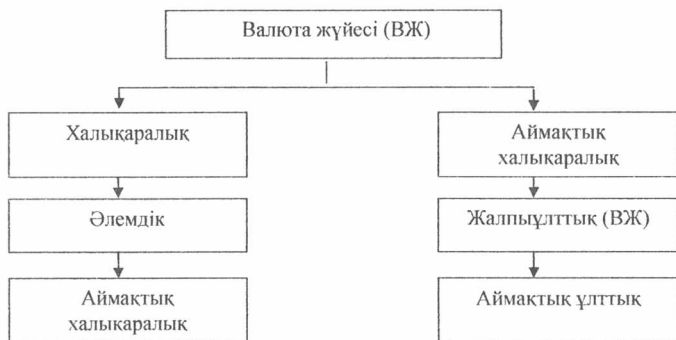 Валюта жүйесі (ВЖ)
Халықаралық
Аймақтық
халықаралық
Әлемдік
Жалпыұлттық (ВЖ)
Аймақтық
халықаралық
Аймақтық ұлттық